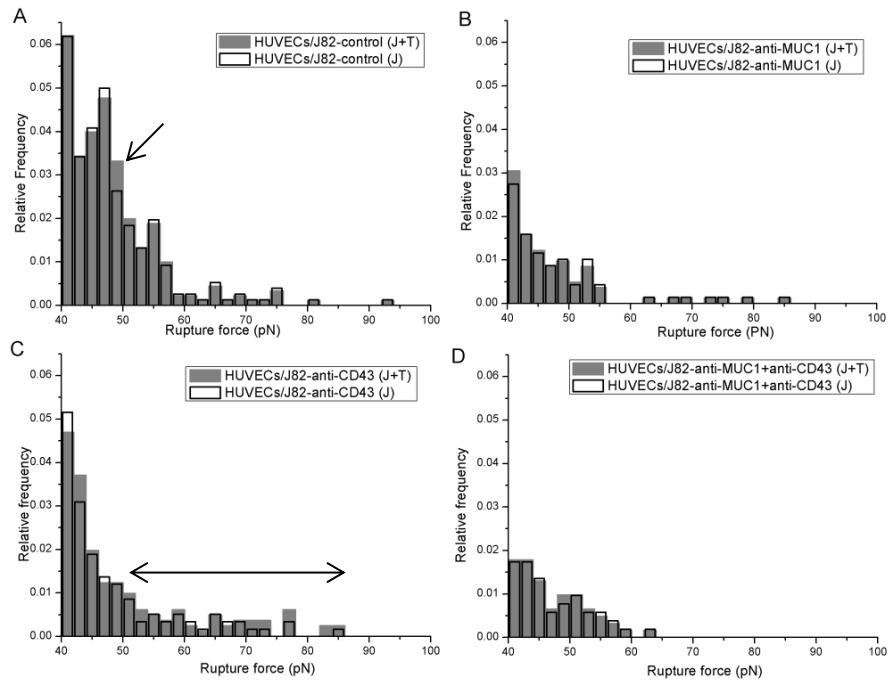 A
HUVECs/J82-control (J+T)
HUVECs/J82-control (J)
Relative Frequency
0.06
0.05
0.04
0.03
0.02
0.01
0.00
40 50 60 70 80 90 100
Rupture force (pN)
B
HUVECs/J82-anti-MUC1 (J+T)
HUVECs/J82-anti-MUC1 (J)
Relative Frequency
0.06
0.05
0.04
0.03
0.02
0.01
0.00
40 50 60 70 80 90 100
Rupture force (PN)
C
HUVECs/J82-anti-CD43 (J+T)
HUVECs/J82-anti-CD43 (J)
Relative frequency
0.06
0.05
0.04
0.03
0.02
0.01
0.00
40 50 60 70 80 90 100
Rupture force (pN)
D
HUVECs/J82-anti-MUC1+anti-CD43 (J+T)
HUVECs/J82-anti-MUC1+anti-CD43 (J)
Relative frequency
0.06
0.05
0.04
0.03
0.02
0.01
0.00
40 50 60 70 80 90 100
Rupture force (pN)